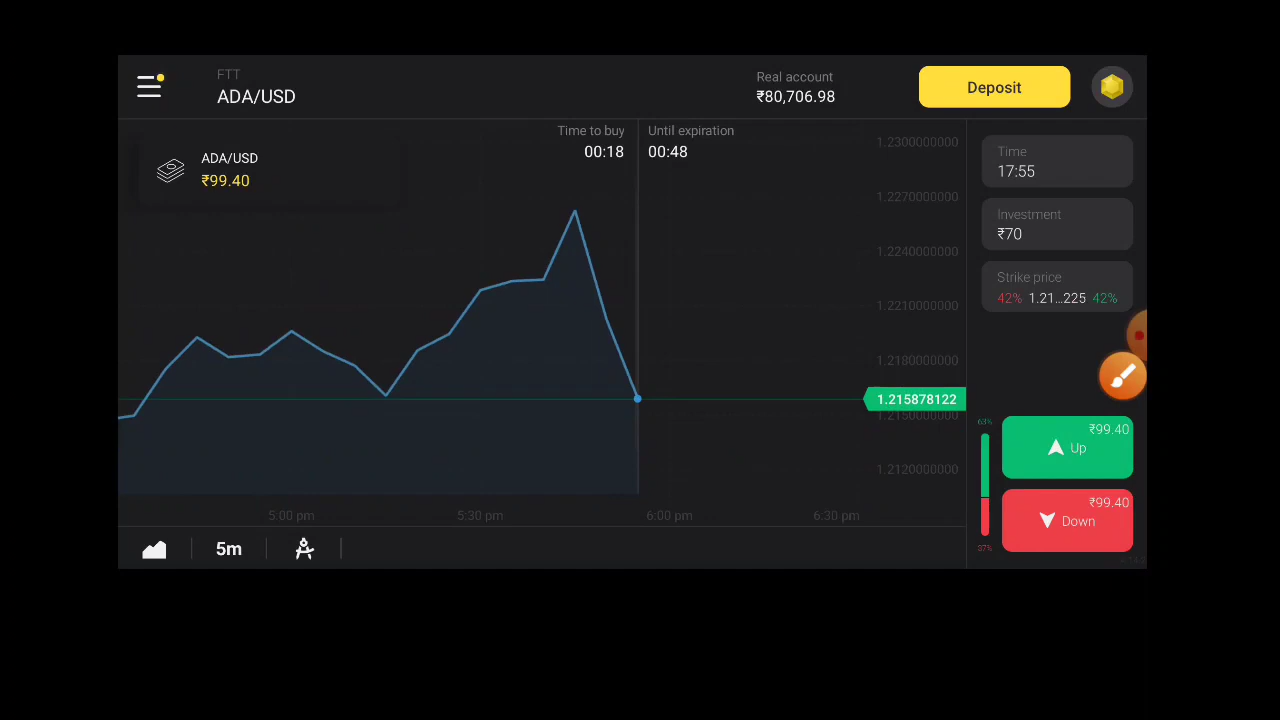 FTT
ADA/USD
Real account
₹80,706.98
Deposit
Time to buy
00:18
Until expiration
00:48
ADA/USD
₹99.40
1.2300000000
1.2270000000
1.2240000000
1.2210000000
1.2180000000
1.215878122
1.2150000000
1.2120000000
5:00 pm
5:30 pm
6:00 pm
6:30 pm
5m
Time
17:55
Investment
₹70
Strike price
42% 1.21...225 42%
63%
₹99.40
Up
₹99.40
Down
37%